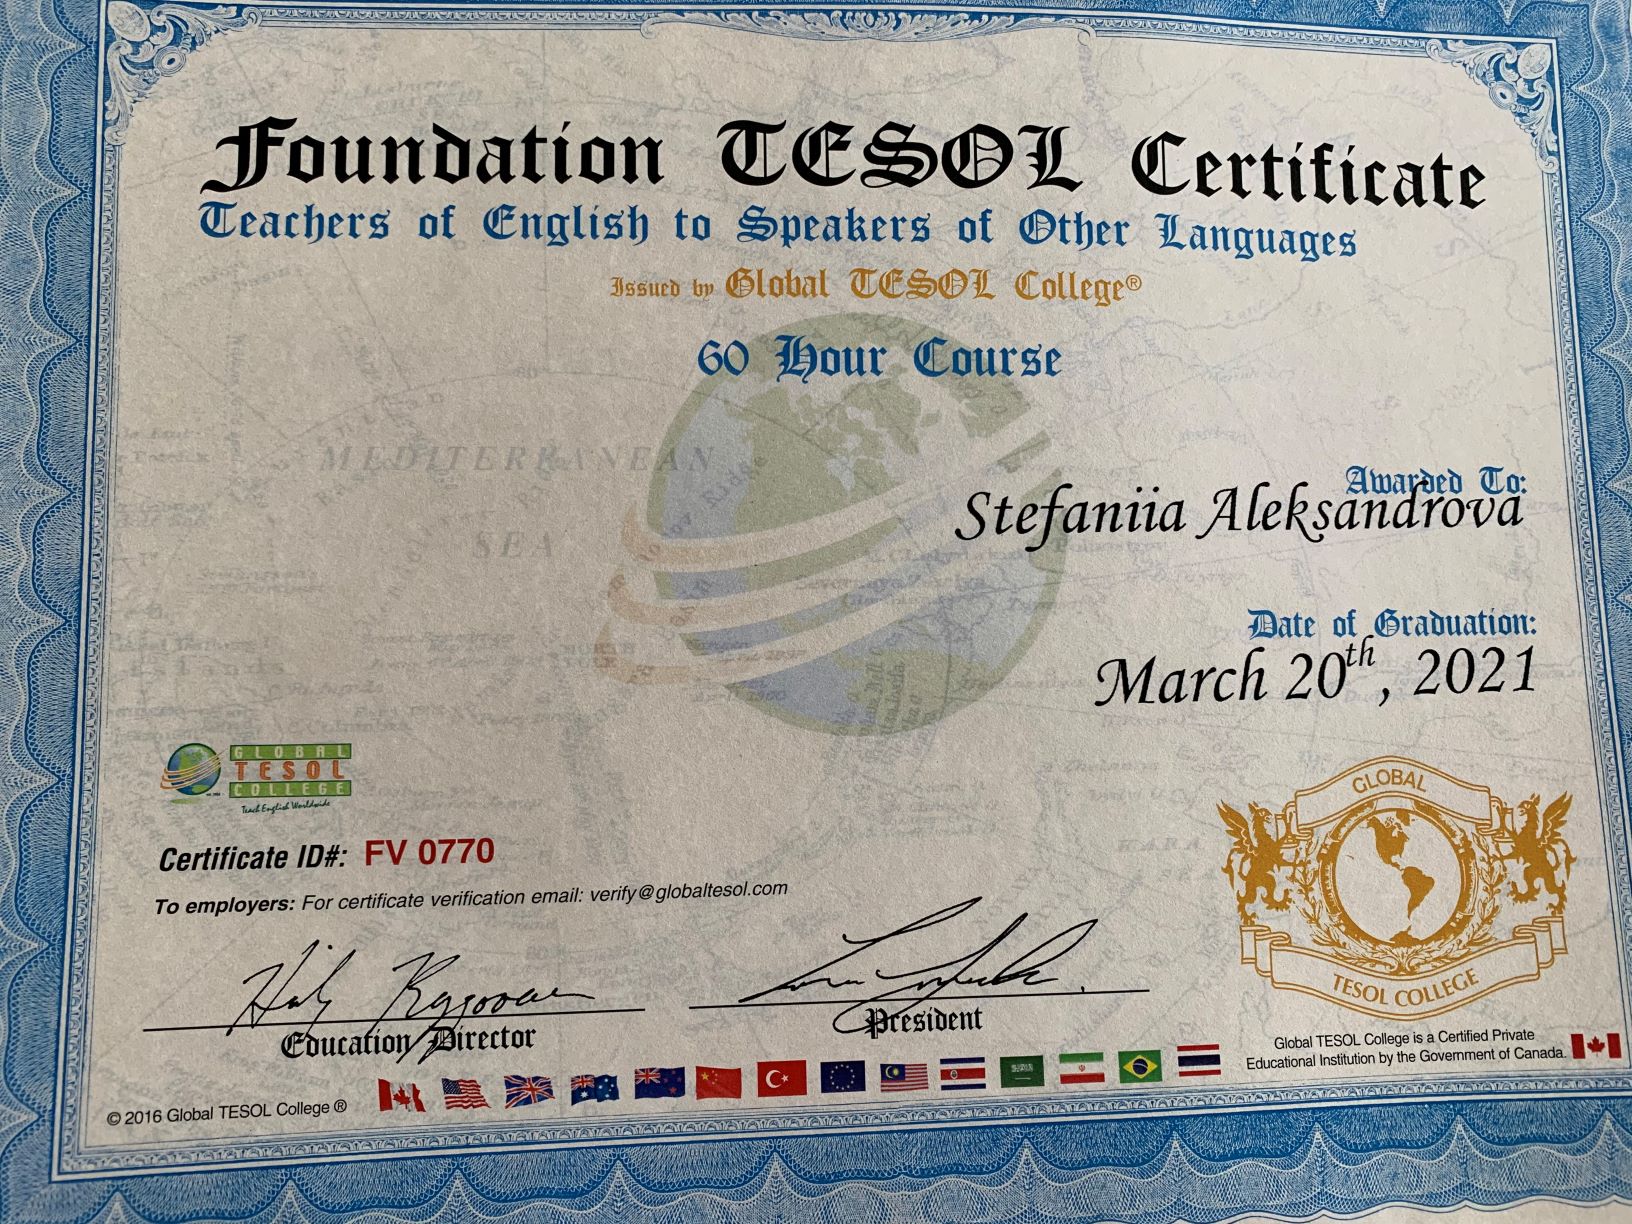 Foundation TESOL Certificate
Teachers of English to Speakers of Other Languages
Issued by Global TESOL College®
60 Hour Course
MEDITERRANEAN
SEA
Awarded To:
Stefaniia Aleksandrova
Date of Graduation:
March 20th, 2021
GLOBAL
TESOL
COLLEGE
Teach English Worldwide
Certificate ID#: FV 0770
To employers: For certificate verification email: verify@globaltesol.com
Education Director
President
GLOBAL
TESOL COLLEGE
Global TESOL College is a Certified Private
Educational Institution by the Government of Canada.
© 2016 Global TESOL College ®